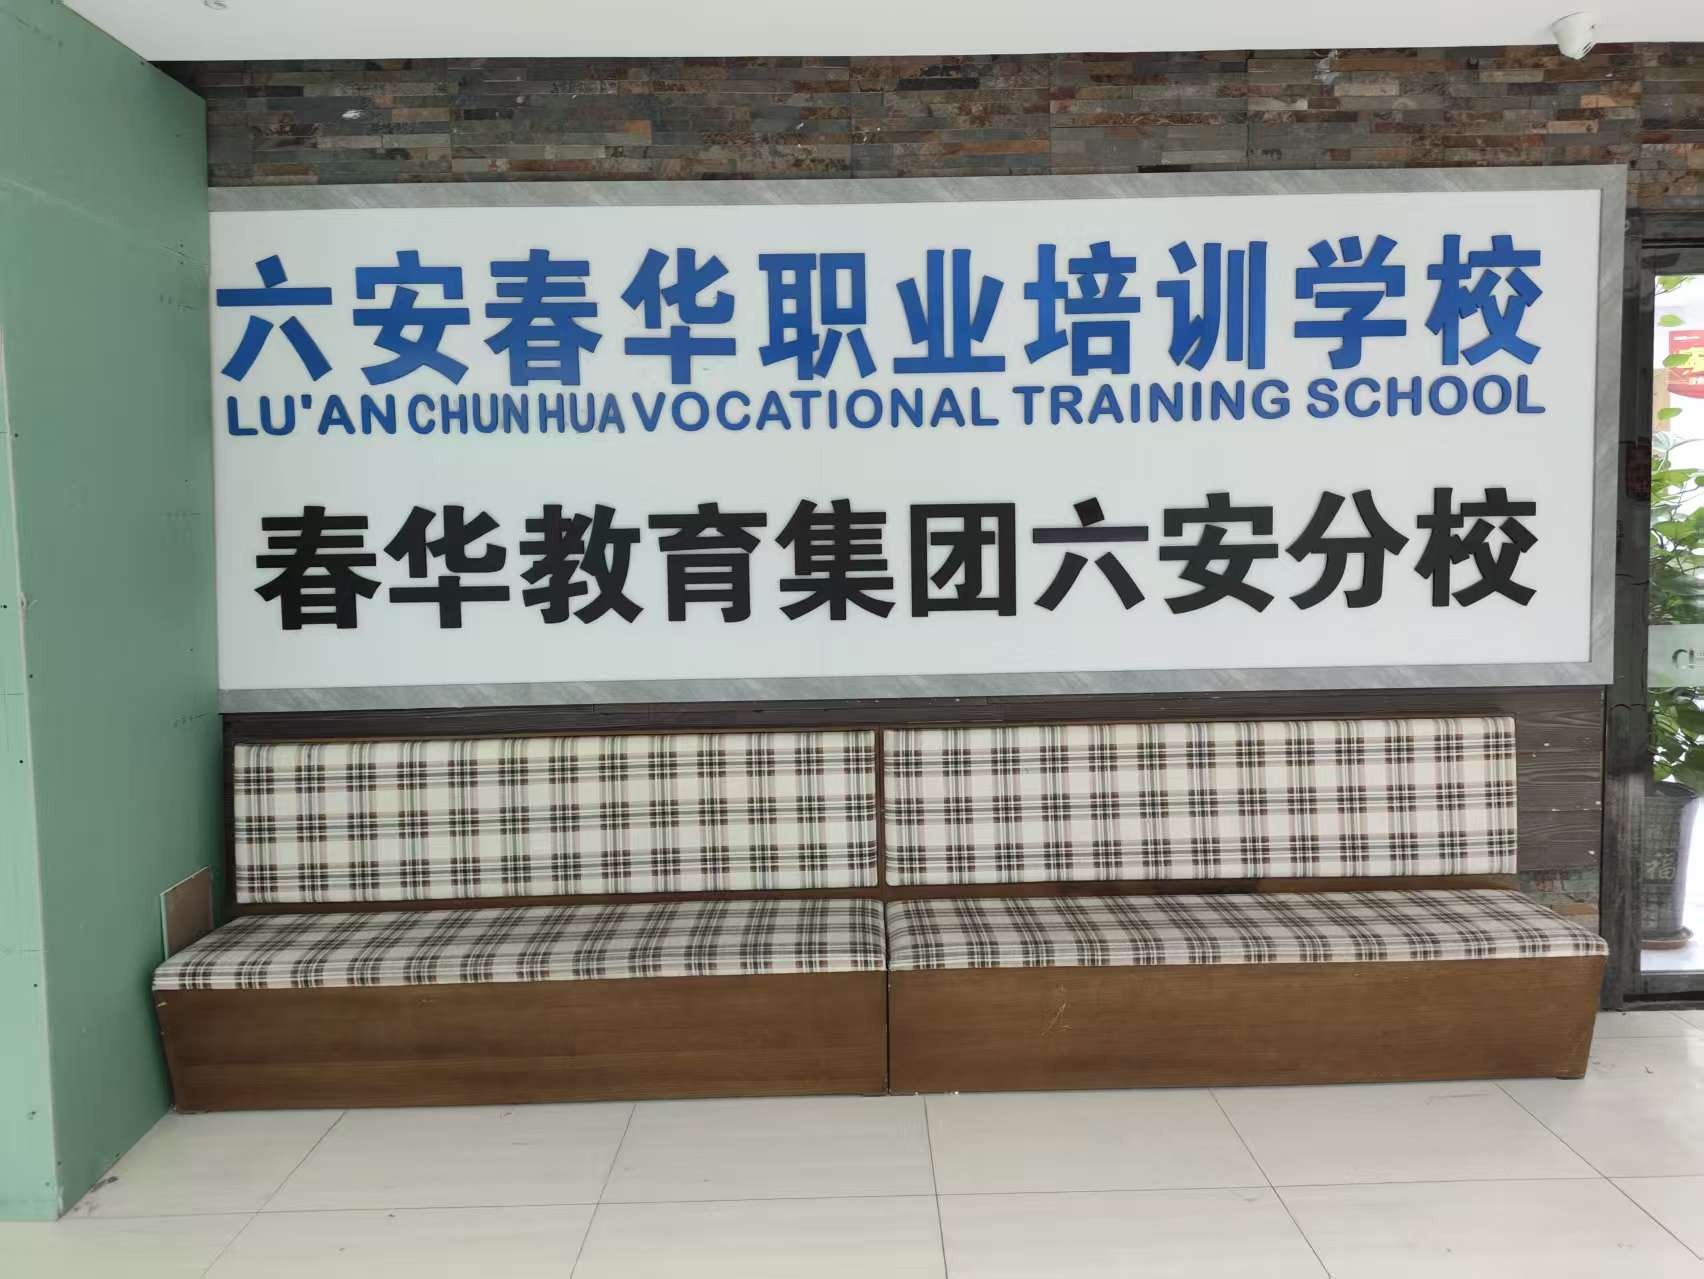 六安春华职业培训学校
LU'AN CHUN HUA VOCATIONAL TRAINING SCHOOL
春华教育集团六安分校
福